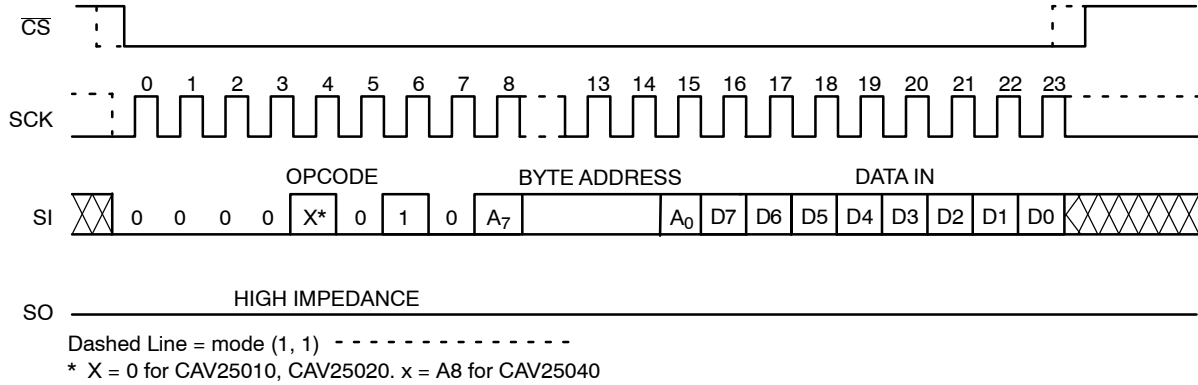 CS
0 1 2 3 4 5 6 7 8 13 14 15 16 17 18 19 20 21 22 23
SCK
OPCODE BYTE ADDRESS DATA IN
SI 0 0 0 0 X* 0 1 0 A7 A0 D7 D6 D5 D4 D3 D2 D1 D0
HIGH IMPEDANCE
SO
Dashed Line = mode (1, 1) - - - - - - - - - - - - - -
* X = 0 for CAV25010, CAV25020. x = A8 for CAV25040